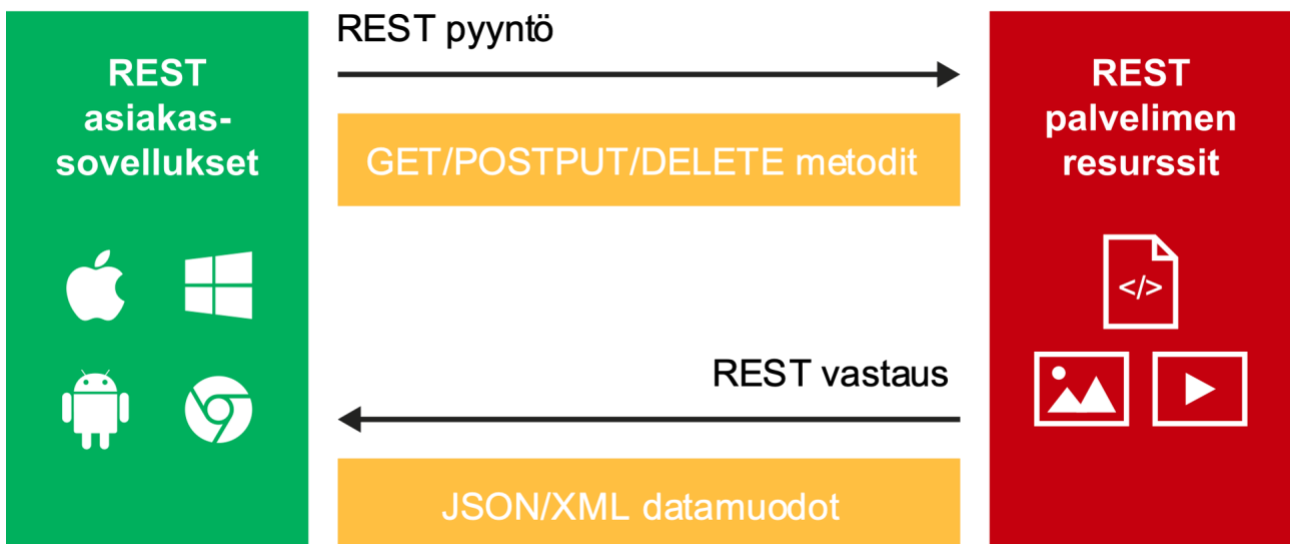 REST
asiakas-
sovellukset
REST pyyntö
GET/POSTPUT/DELETE metodit
REST vastaus
JSON/XML datamuodot
REST
palvelimen
resurssit
</>